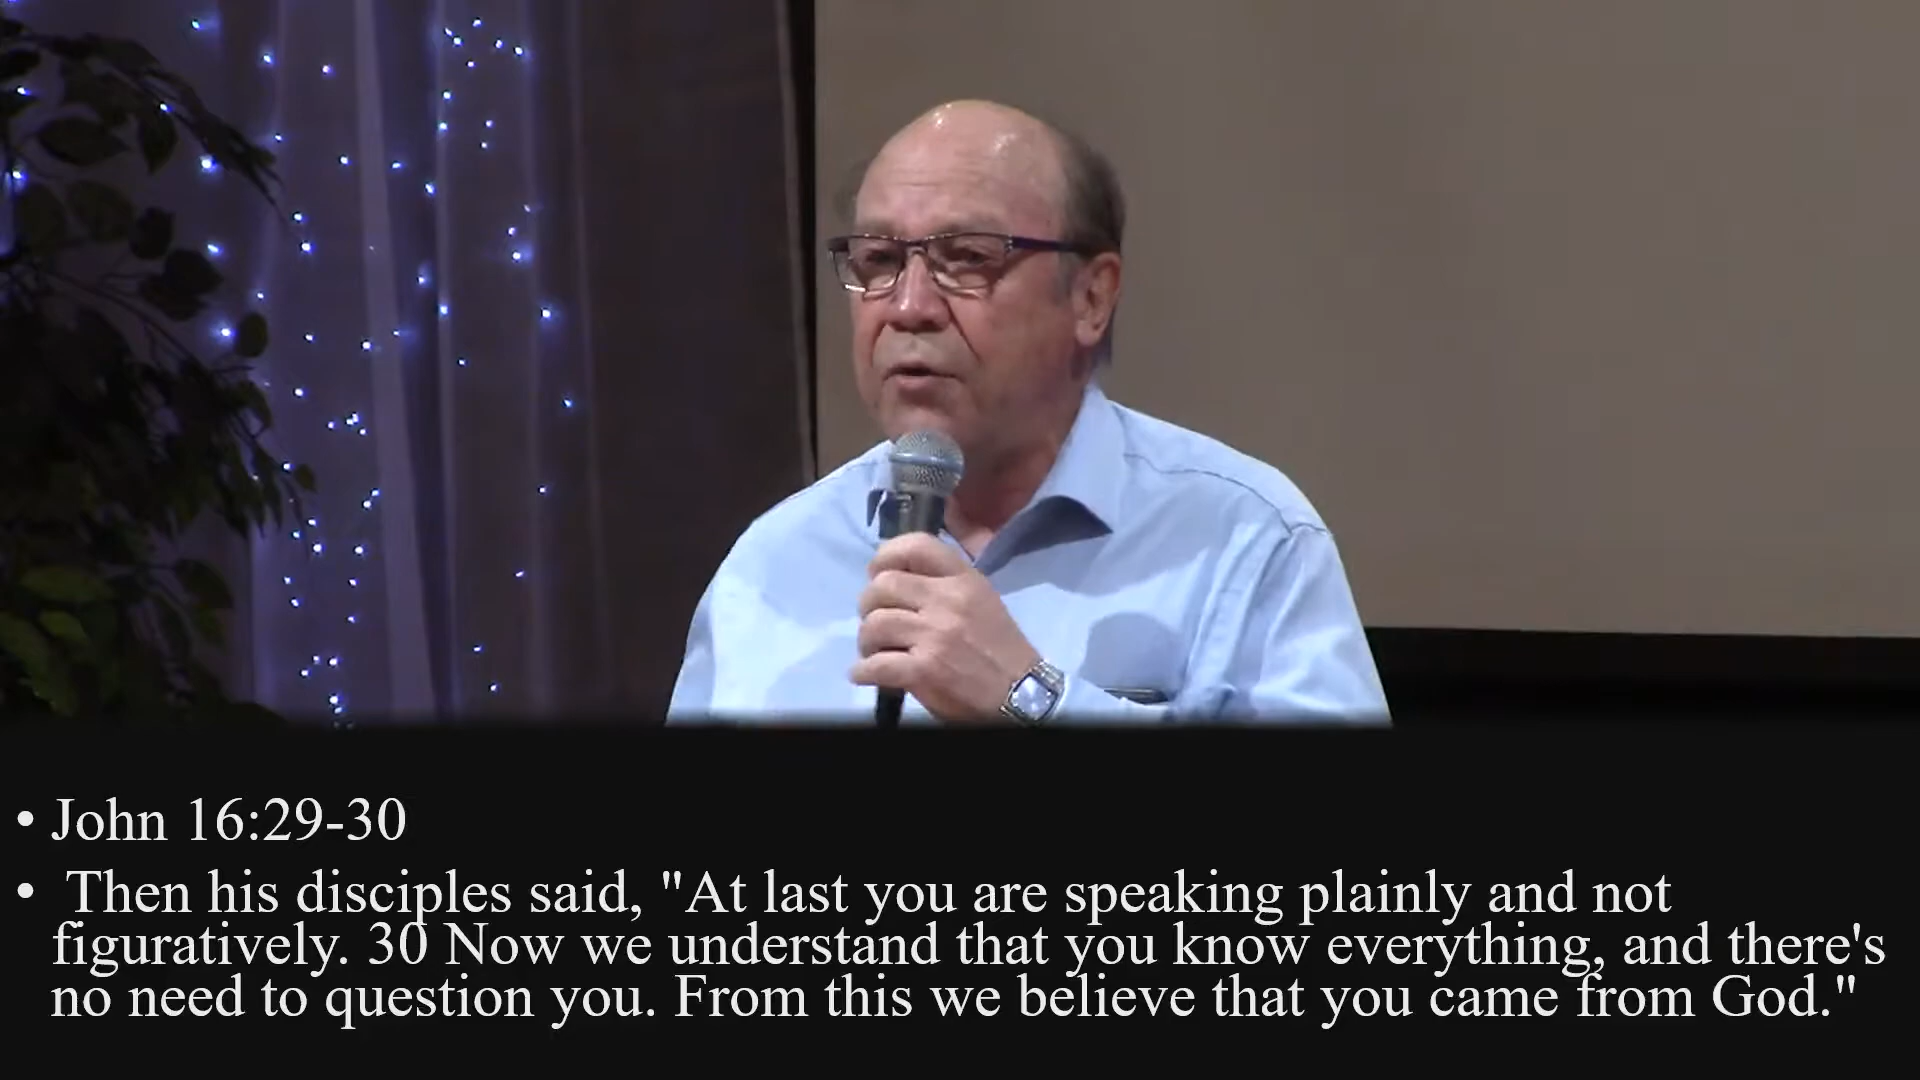 • John 16:29-30
• Then his disciples said, "At last you are speaking plainly and not
figuratively. 30 Now we understand that you know everything, and there's
no need to question you. From this we believe that you came from God."